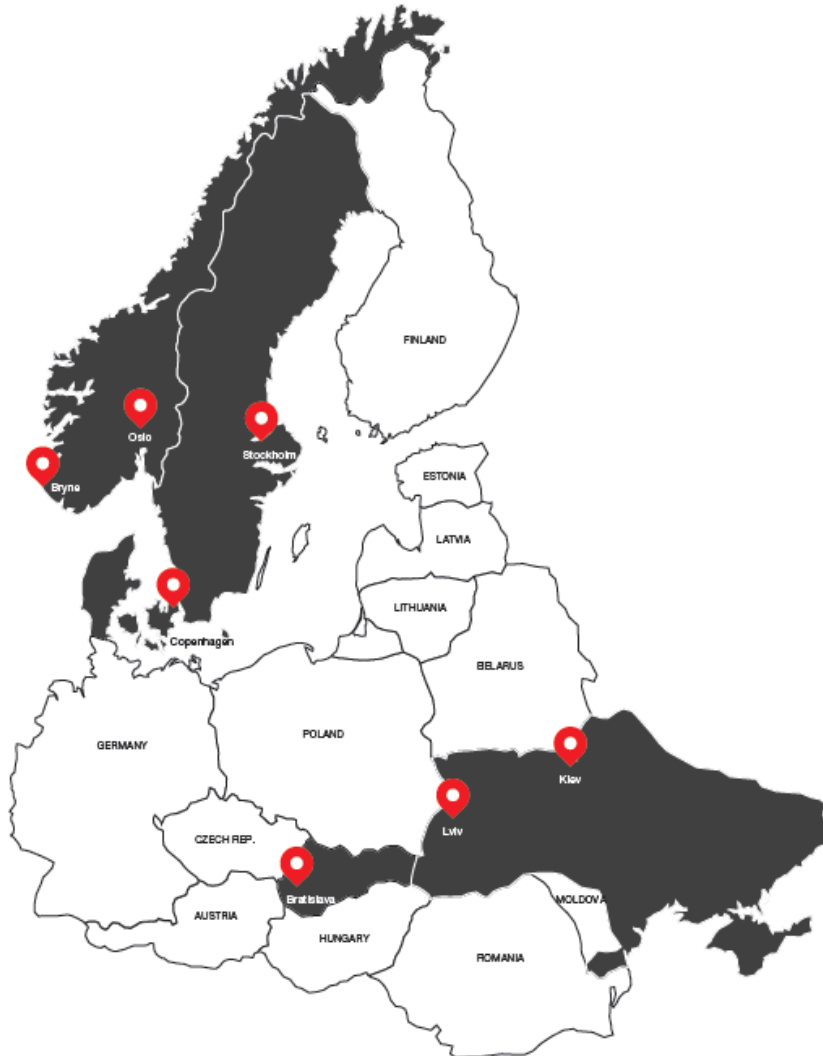 FINLAND
Oslo
Stockholm
Bryne
ESTONIA
LATVIA
LITHUANIA
Copenhagen
BELARUS
GERMANY
POLAND
Kiev
Lviv
CZECH REP.
Bratislava
MOLDOVA
AUSTRIA
HUNGARY
ROMANIA